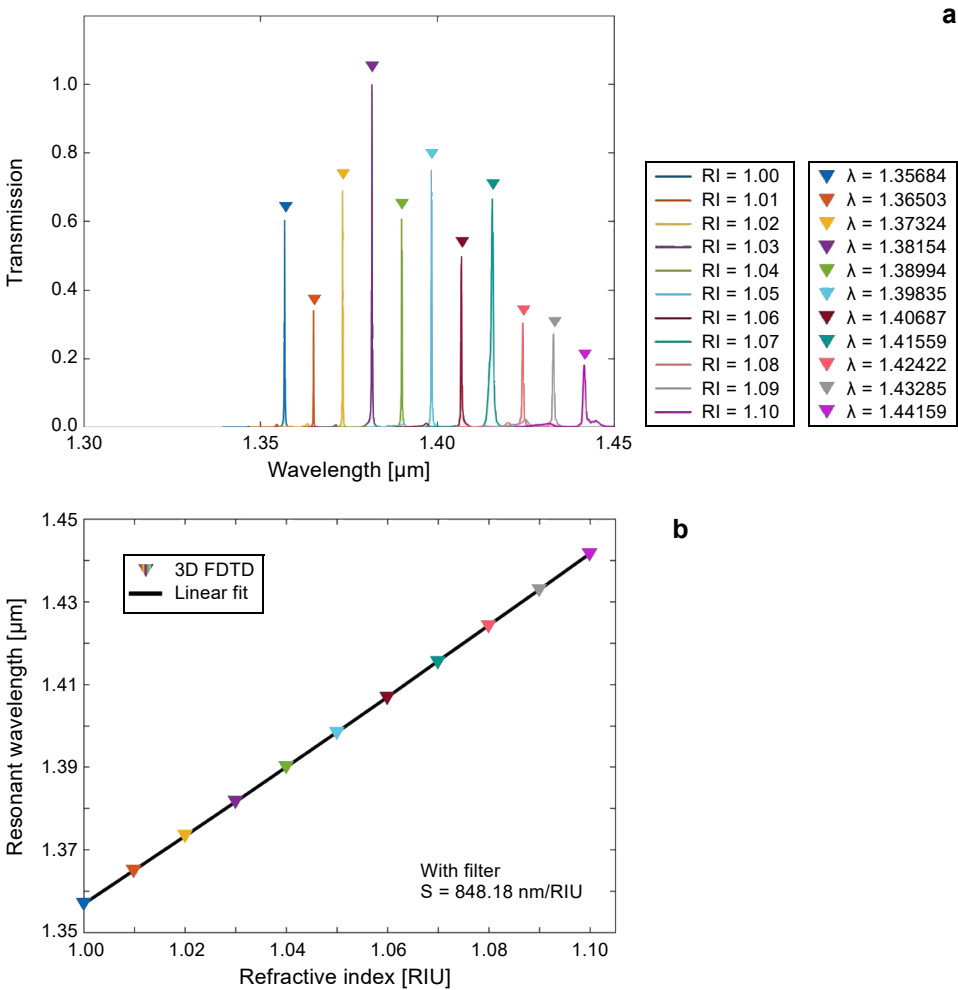 a
1.0
0.8
0.6
0.4
0.2
0.0
Transmission
1.30
1.35
1.40
1.45
Wavelength [µm]
RI = 1.00
RI = 1.01
RI = 1.02
RI = 1.03
RI = 1.04
RI = 1.05
RI = 1.06
RI = 1.07
RI = 1.08
RI = 1.09
RI = 1.10
λ = 1.35684
λ = 1.36503
λ = 1.37324
λ = 1.38154
λ = 1.38994
λ = 1.39835
λ = 1.40687
λ = 1.41559
λ = 1.42422
λ = 1.43285
λ = 1.44159
b
1.45
1.43
1.41
1.39
1.37
1.35
Resonant wavelength [µm]
3D FDTD
Linear fit
With filter
S = 848.18 nm/RIU
1.00
1.02
1.04
1.06
1.08
1.10
Refractive index [RIU]